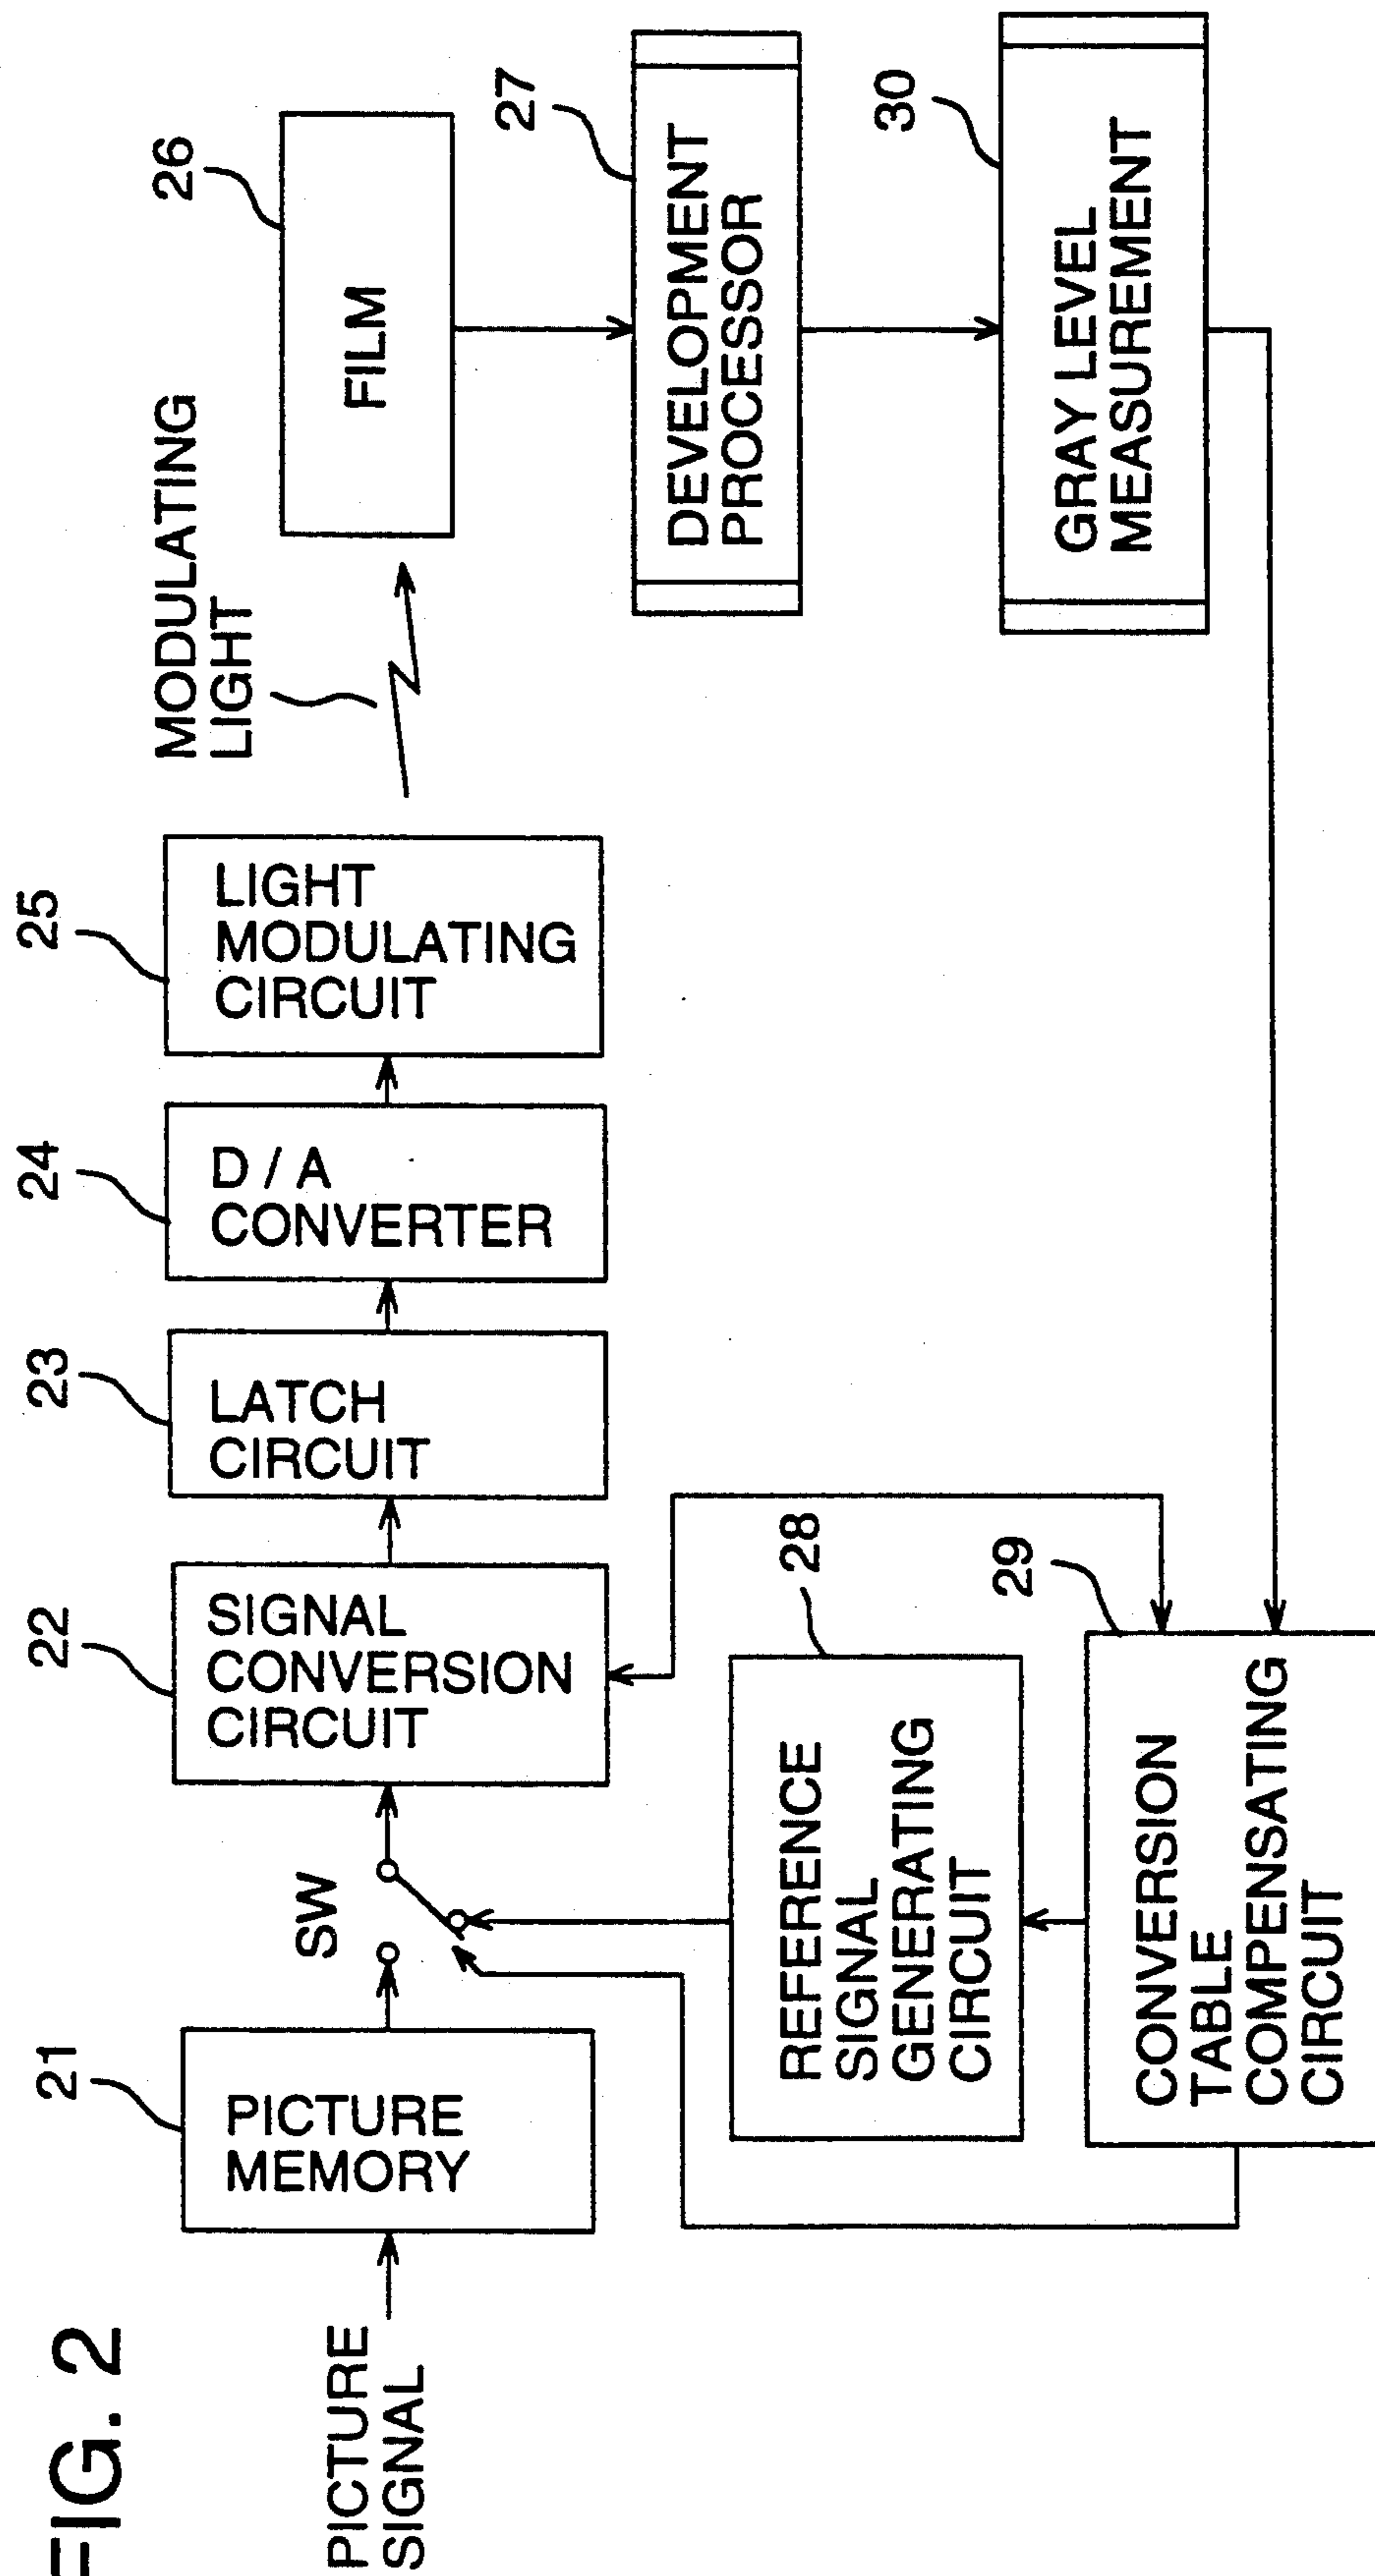 FIG. 2
PICTURE
SIGNAL
21
PICTURE
MEMORY
SW
22
SIGNAL
CONVERSION
CIRCUIT
23
LATCH
CIRCUIT
24
D / A
CONVERTER
25
LIGHT
MODULATING
CIRCUIT
MODULATING
LIGHT
26
FILM
27
DEVELOPMENT
PROCESSOR
30
GRAY LEVEL
MEASUREMENT
28
REFERENCE
SIGNAL
GENERATING
CIRCUIT
29
CONVERSION
TABLE
COMPENSATING
CIRCUIT